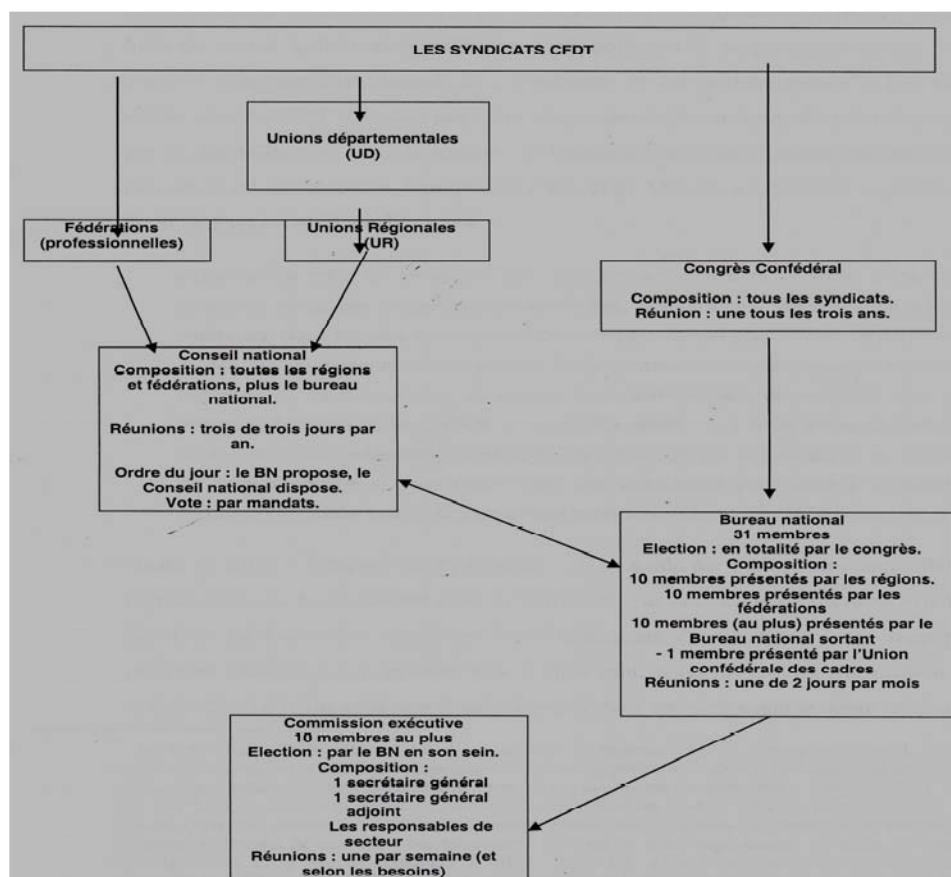 LES SYNDICATS CFDT
Unions départementales
(UD)
Fédérations
(professionnelles)
Unions Régionales
(UR)
Congrès Confédéral
Composition : tous les syndicats.
Réunion : une tous les trois ans.
Conseil national
Composition : toutes les régions
et fédérations, plus le bureau
national.
Réunions : trois de trois jours par
an.
Ordre du jour : le BN propose, le
Conseil national dispose.
Vote : par mandats.
Bureau national
31 membres
Election : en totalité par le congrès.
Composition :
10 membres présentés par les régions.
10 membres présentés par les
fédérations
10 membres (au plus) présentés par le
Bureau national sortant
- 1 membre présenté par l'Union
confédérale des cadres
Réunions : une de 2 jours par mois
Commission exécutive
10 membres au plus
Election : par le BN en son sein.
Composition :
1 secrétaire général
1 secrétaire général
adjoint
Les responsables de
secteur
Réunions : une par semaine (et
selon les besoins)